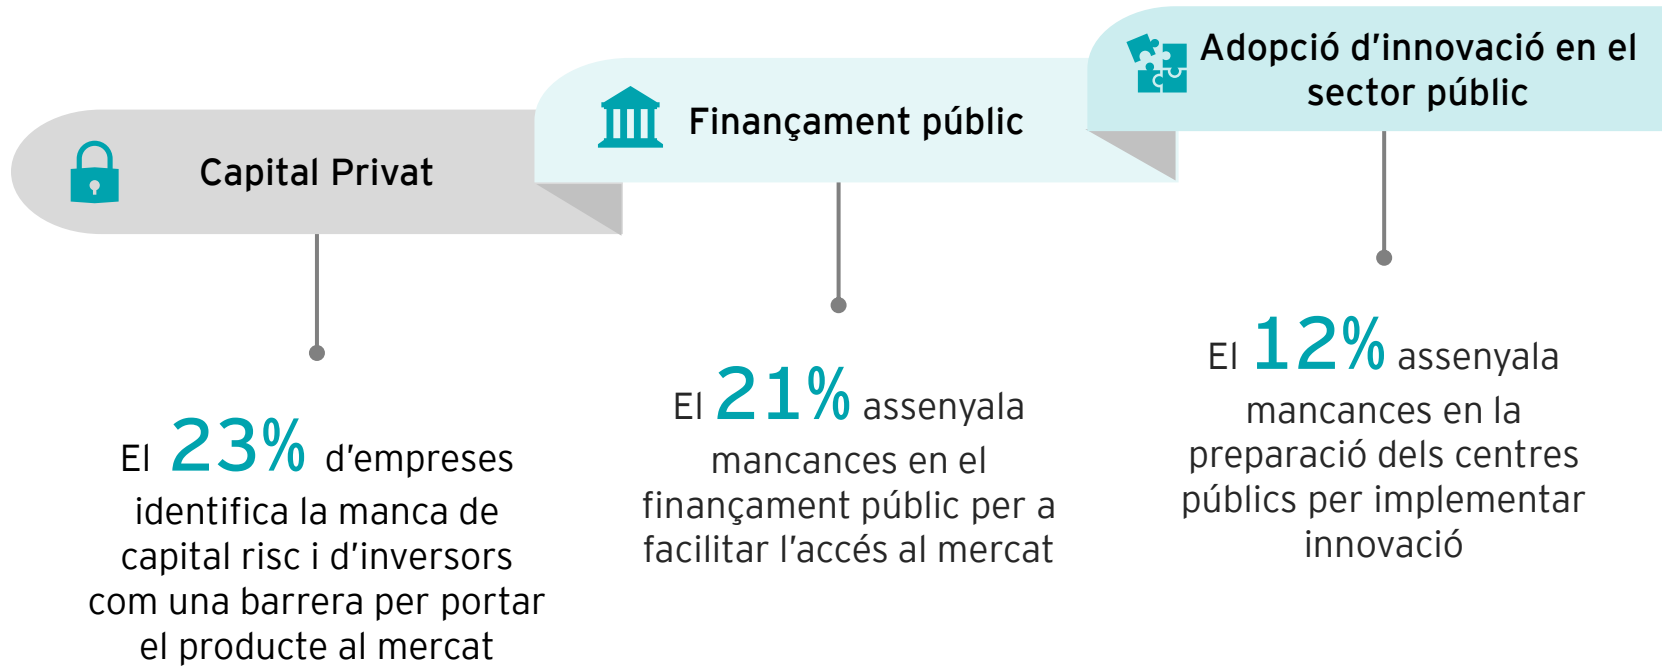 Capital Privat
El 23% d'empreses
identifica la manca de
capital risc i d'inversors
com una barrera per portar
el producte al mercat
Finançament públic
El 21% assenyala
mancances en el
finançament públic per a
facilitar l'accés al mercat
Adopció d'innovació en el
sector públic
El 12% assenyala
mancances en la
preparació dels centres
públics per implementar
innovació